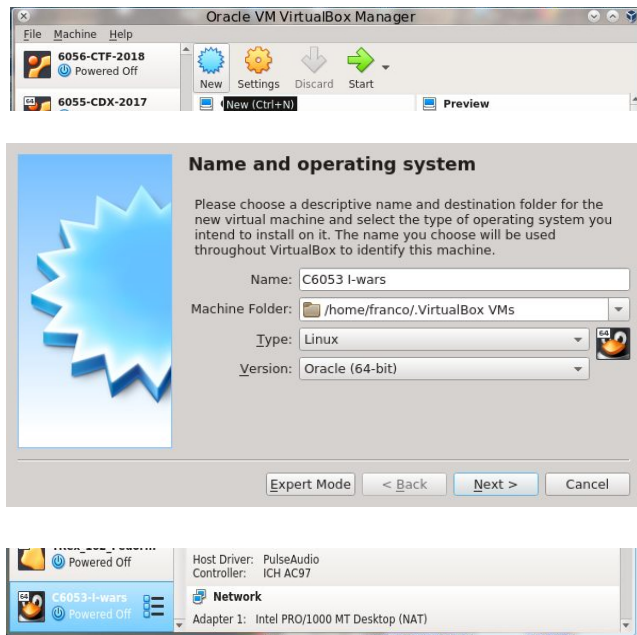 Oracle VM VirtualBox Manager
File Machine Help
6056-CTF-2018
Powered Off
6055-CDX-2017
New Settings Discard Start
New (Ctrl+N)
Preview
Name and operating system
Please choose a descriptive name and destination folder for the
new virtual machine and select the type of operating system you
intend to install on it. The name you choose will be used
throughout VirtualBox to identify this machine.
Name: C6053 I-wars
Machine Folder: /home/franco/.VirtualBox VMs
Type: Linux
64
Version: Oracle (64-bit)
Expert Mode < Back Next > Cancel
Powered Off
C6053-I-wars
Powered Off
Host Driver: PulseAudio
Controller: ICH AC97
Network
Adapter 1: Intel PRO/1000 MT Desktop (NAT)